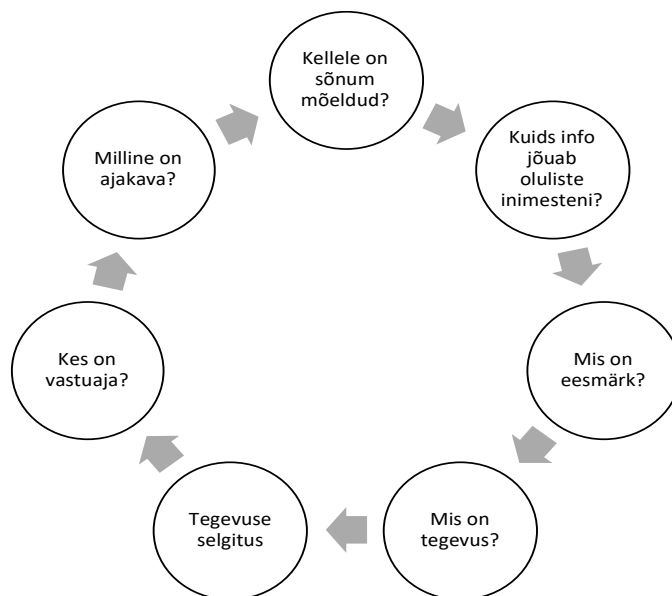 Kellele on
sõnum
mõeldud?
Kuids info
jõuab
oluliste
inimesteni?
Mis on
eesmärk?
Mis on
tegevus?
Tegevuse
selgitus
Kes on
vastuaja?
Milline on
ajakava?